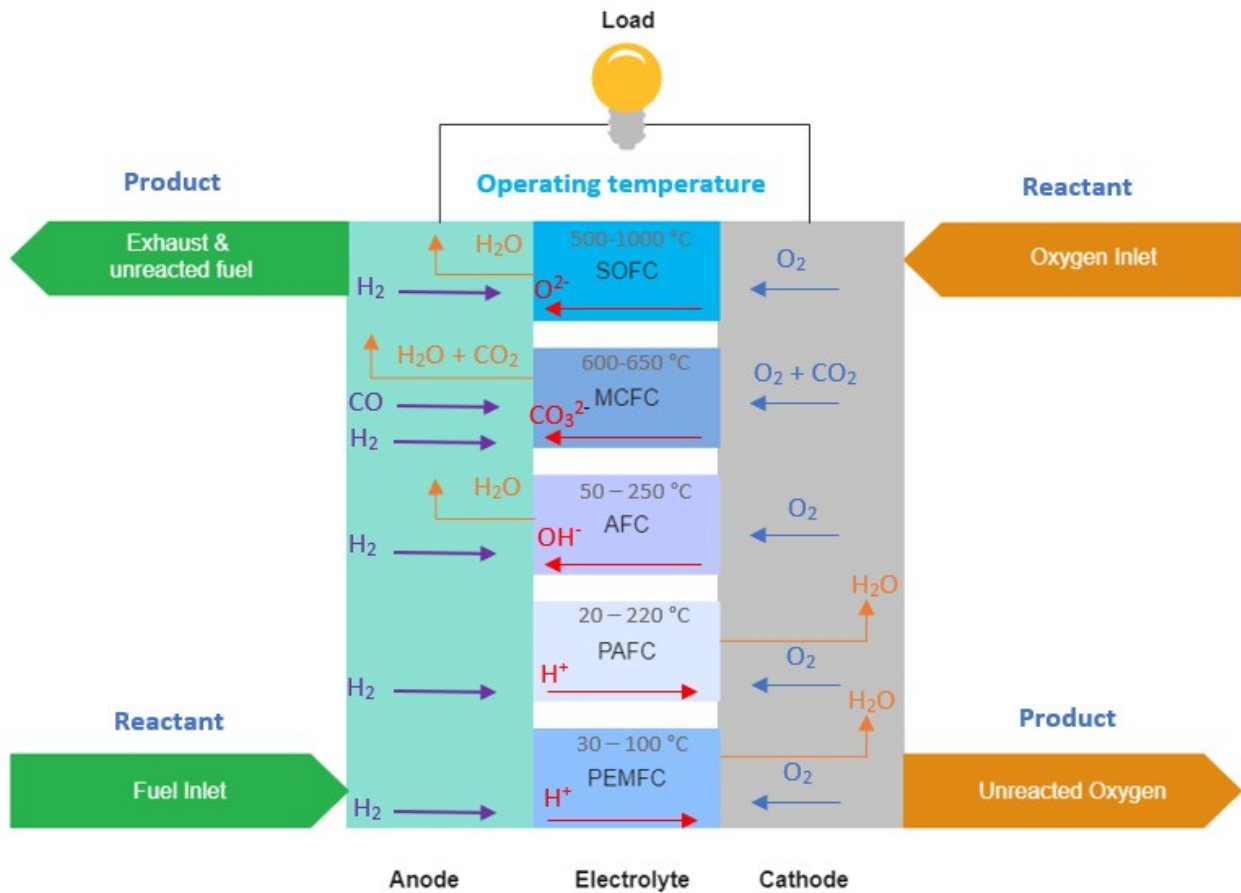 Load
Product
Operating temperature
Reactant
Exhaust &
unreacted fuel
H₂O
500-1000 °C
SOFC
O₂
Oxygen Inlet
H₂
O²⁻
H₂O + CO₂
600-650 °C
MCFC
O₂ + CO₂
CO
CO₃²⁻
H₂
H₂O
50 – 250 °C
AFC
O₂
H₂
OH⁻
H₂O
20 – 220 °C
PAFC
O₂
H₂
H⁺
H₂O
Reactant
Product
30 – 100 °C
PEMFC
O₂
Fuel Inlet
H₂
H⁺
Unreacted Oxygen
Anode
Electrolyte
Cathode